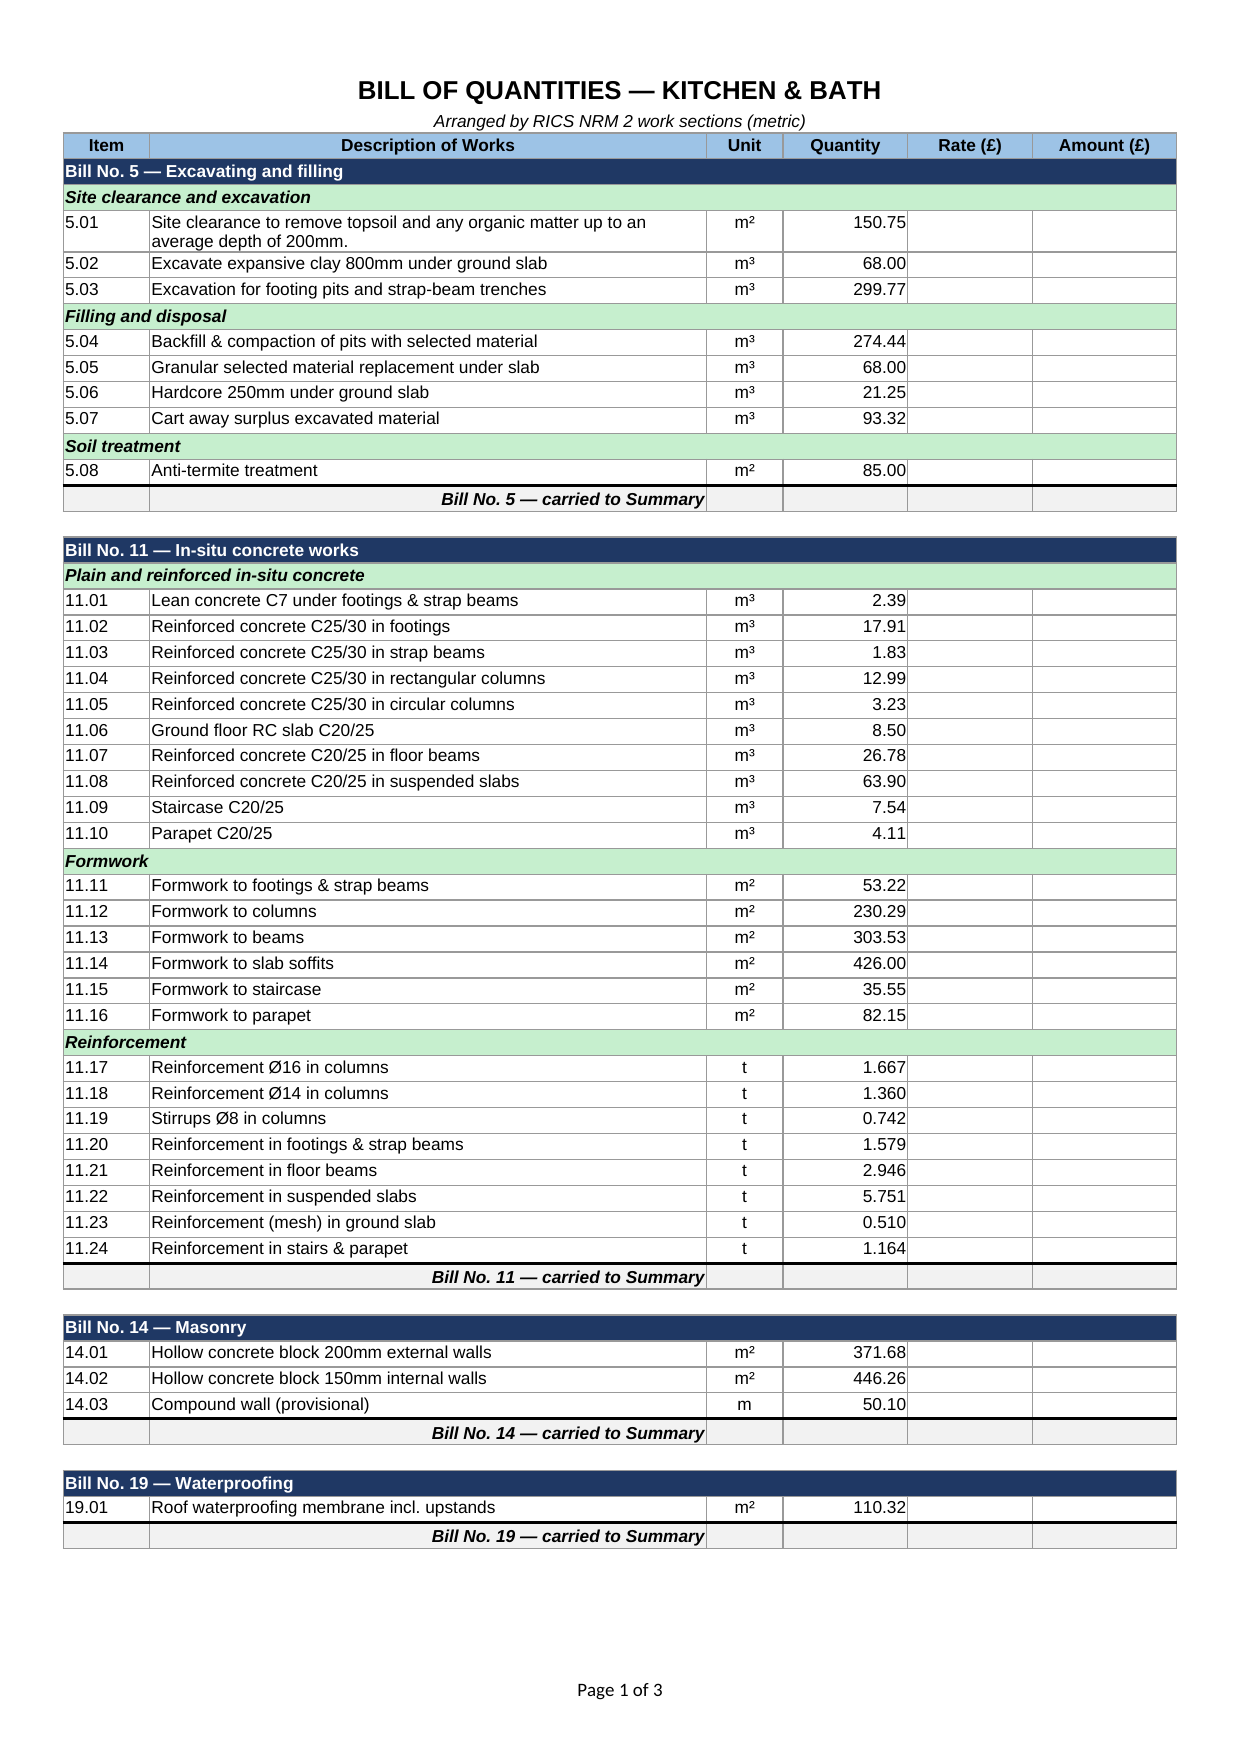 BILL OF QUANTITIES — KITCHEN & BATH
Arranged by RICS NRM 2 work sections (metric)
Item Description of Works Unit Quantity Rate (£) Amount (£)
Bill No. 5 — Excavating and filling
Site clearance and excavation
5.01 Site clearance to remove topsoil and any organic matter up to an m² 150.75
average depth of 200mm.
5.02 Excavate expansive clay 800mm under ground slab m³ 68.00
5.03 Excavation for footing pits and strap-beam trenches m³ 299.77
Filling and disposal
5.04 Backfill & compaction of pits with selected material m³ 274.44
5.05 Granular selected material replacement under slab m³ 68.00
5.06 Hardcore 250mm under ground slab m³ 21.25
5.07 Cart away surplus excavated material m³ 93.32
Soil treatment
5.08 Anti-termite treatment m² 85.00
Bill No. 5 — carried to Summary
Bill No. 11 — In-situ concrete works
Plain and reinforced in-situ concrete
11.01 Lean concrete C7 under footings & strap beams m³ 2.39
11.02 Reinforced concrete C25/30 in footings m³ 17.91
11.03 Reinforced concrete C25/30 in strap beams m³ 1.83
11.04 Reinforced concrete C25/30 in rectangular columns m³ 12.99
11.05 Reinforced concrete C25/30 in circular columns m³ 3.23
11.06 Ground floor RC slab C20/25 m³ 8.50
11.07 Reinforced concrete C20/25 in floor beams m³ 26.78
11.08 Reinforced concrete C20/25 in suspended slabs m³ 63.90
11.09 Staircase C20/25 m³ 7.54
11.10 Parapet C20/25 m³ 4.11
Formwork
11.11 Formwork to footings & strap beams m² 53.22
11.12 Formwork to columns m² 230.29
11.13 Formwork to beams m² 303.53
11.14 Formwork to slab soffits m² 426.00
11.15 Formwork to staircase m² 35.55
11.16 Formwork to parapet m² 82.15
Reinforcement
11.17 Reinforcement Ø16 in columns t 1.667
11.18 Reinforcement Ø14 in columns t 1.360
11.19 Stirrups Ø8 in columns t 0.742
11.20 Reinforcement in footings & strap beams t 1.579
11.21 Reinforcement in floor beams t 2.946
11.22 Reinforcement in suspended slabs t 5.751
11.23 Reinforcement (mesh) in ground slab t 0.510
11.24 Reinforcement in stairs & parapet t 1.164
Bill No. 11 — carried to Summary
Bill No. 14 — Masonry
14.01 Hollow concrete block 200mm external walls m² 371.68
14.02 Hollow concrete block 150mm internal walls m² 446.26
14.03 Compound wall (provisional) m 50.10
Bill No. 14 — carried to Summary
Bill No. 19 — Waterproofing
19.01 Roof waterproofing membrane incl. upstands m² 110.32
Bill No. 19 — carried to Summary
Page 1 of 3